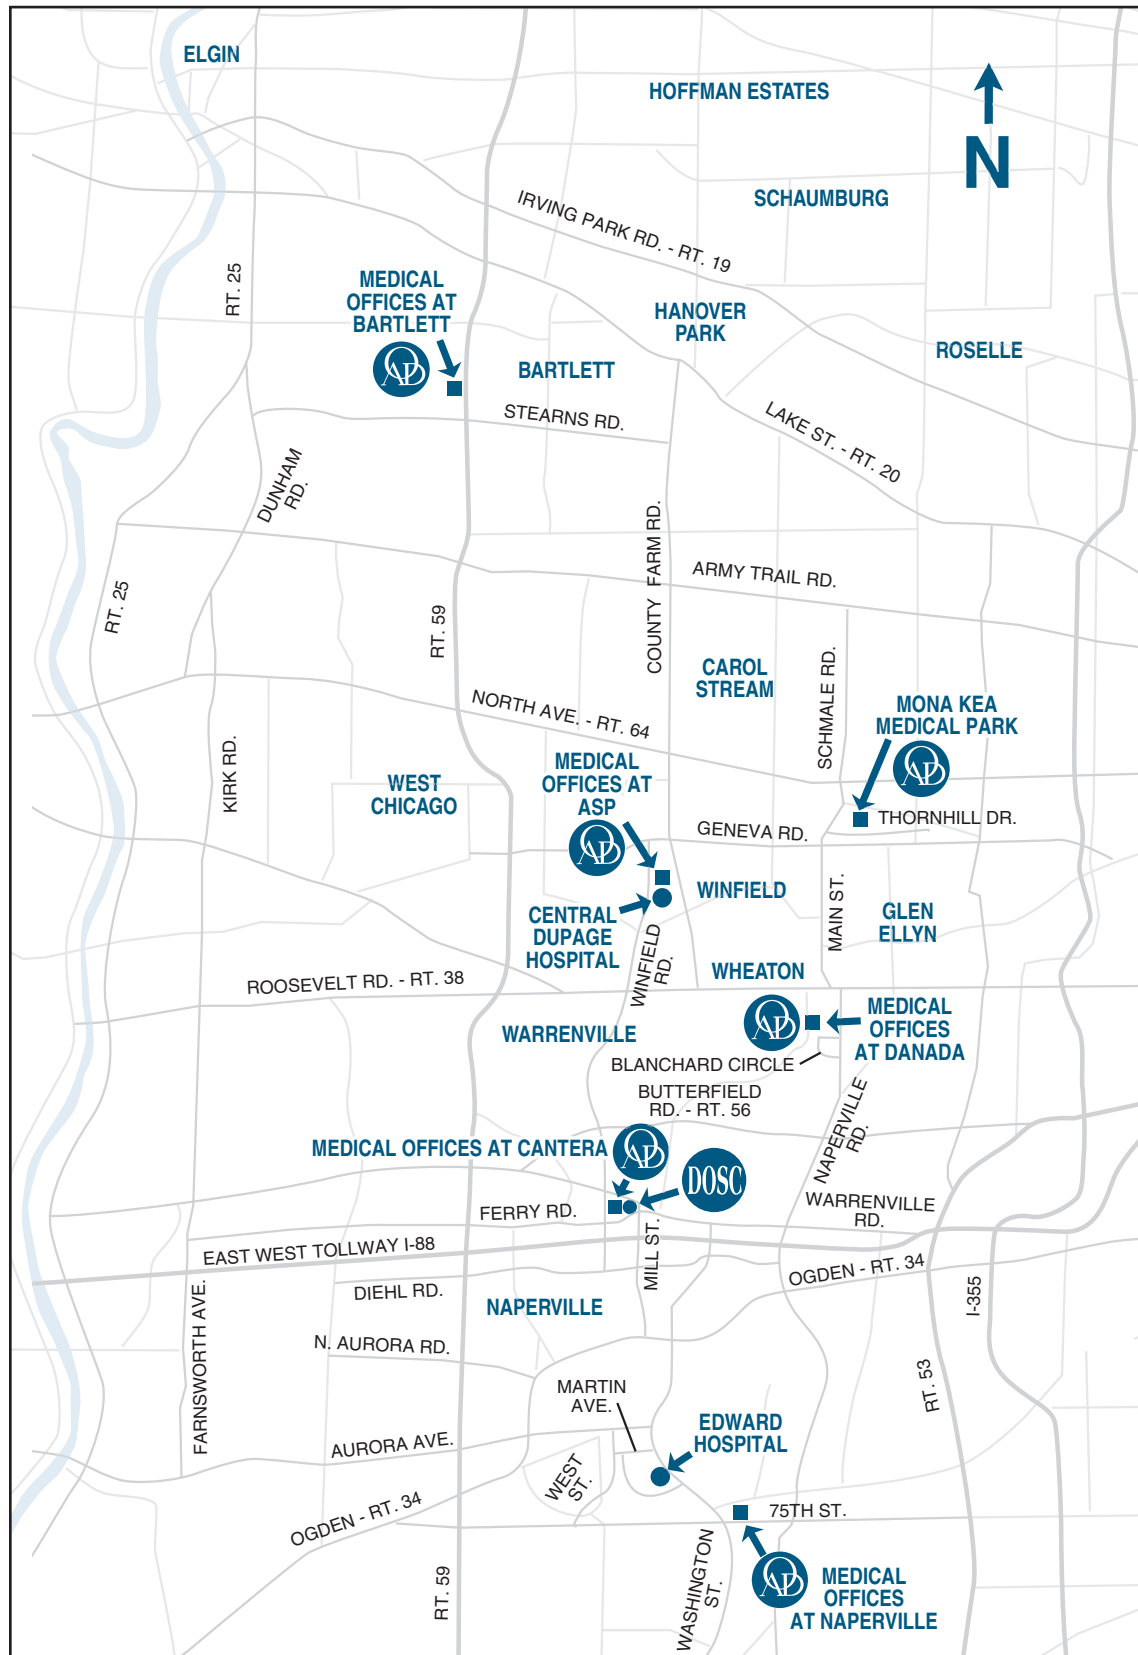 ELGIN
HOFFMAN ESTATES
N
SCHAUMBURG
IRVING PARK RD. - RT. 19
RT. 25
MEDICAL
OFFICES AT
BARTLETT
OAD
HANOVER
PARK
ROSELLE
BARTLETT
STEARNS RD.
LAKE ST. - RT. 20
DUNHAM
RD.
COUNTY FARM RD.
ARMY TRAIL RD.
RT. 25
RT. 59
CAROL
STREAM
SCHMALE RD.
MONA KEA
MEDICAL PARK
OAD
NORTH AVE. - RT. 64
KIRK RD.
WEST
CHICAGO
MEDICAL
OFFICES AT
ASP
OAD
THORNHILL DR.
GENEVA RD.
WINFIELD
MAIN ST.
GLEN
ELLYN
CENTRAL
DUPAGE
HOSPITAL
WINFIELD
RD.
WHEATON
ROOSEVELT RD. - RT. 38
WARRENVILLE
OAD
MEDICAL
OFFICES
AT DANADA
BLANCHARD CIRCLE
BUTTERFIELD
RD. - RT. 56
NAPERVILLE
RD.
MEDICAL OFFICES AT CANTERA
OAD
DOSC
FERRY RD.
WARRENVILLE
RD.
EAST WEST TOLLWAY I-88
MILL ST.
OGDEN - RT. 34
DIEHL RD.
NAPERVILLE
I-355
FARNSWORTH AVE.
N. AURORA RD.
RT. 53
MARTIN
AVE.
EDWARD
HOSPITAL
AURORA AVE.
WEST
ST.
OGDEN - RT. 34
75TH ST.
WASHINGTON
ST.
RT. 59
OAD
MEDICAL
OFFICES
AT NAPERVILLE